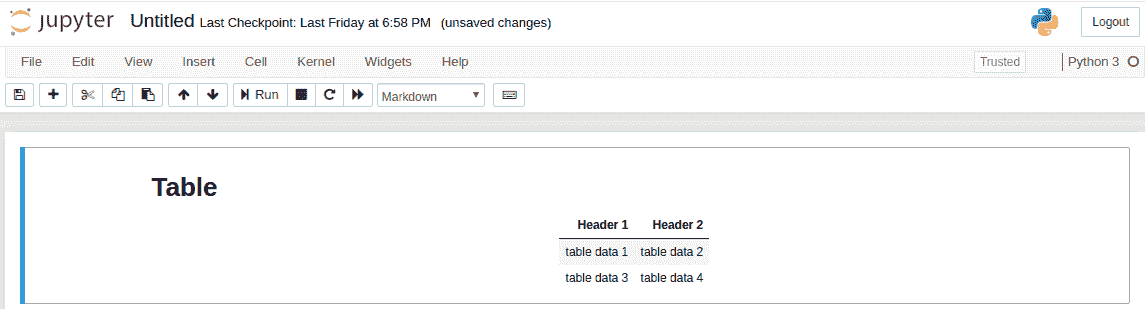 jupyter Untitled Last Checkpoint: Last Friday at 6:58 PM (unsaved changes) Logout
File Edit View Insert Cell Kernel Widgets Help Trusted Python 3
Run Markdown
Table
Header 1 Header 2
table data 1 table data 2
table data 3 table data 4